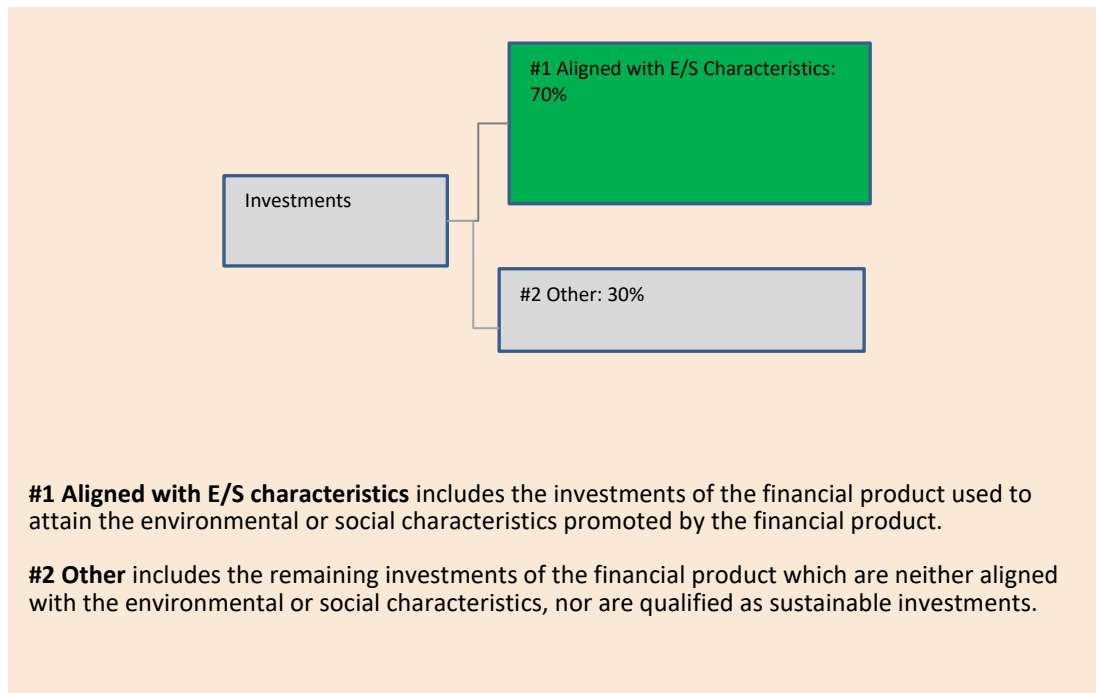 #1 Aligned with E/S Characteristics:
70%
Investments
#2 Other: 30%
#1 Aligned with E/S characteristics includes the investments of the financial product used to
attain the environmental or social characteristics promoted by the financial product.
#2 Other includes the remaining investments of the financial product which are neither aligned
with the environmental or social characteristics, nor are qualified as sustainable investments.